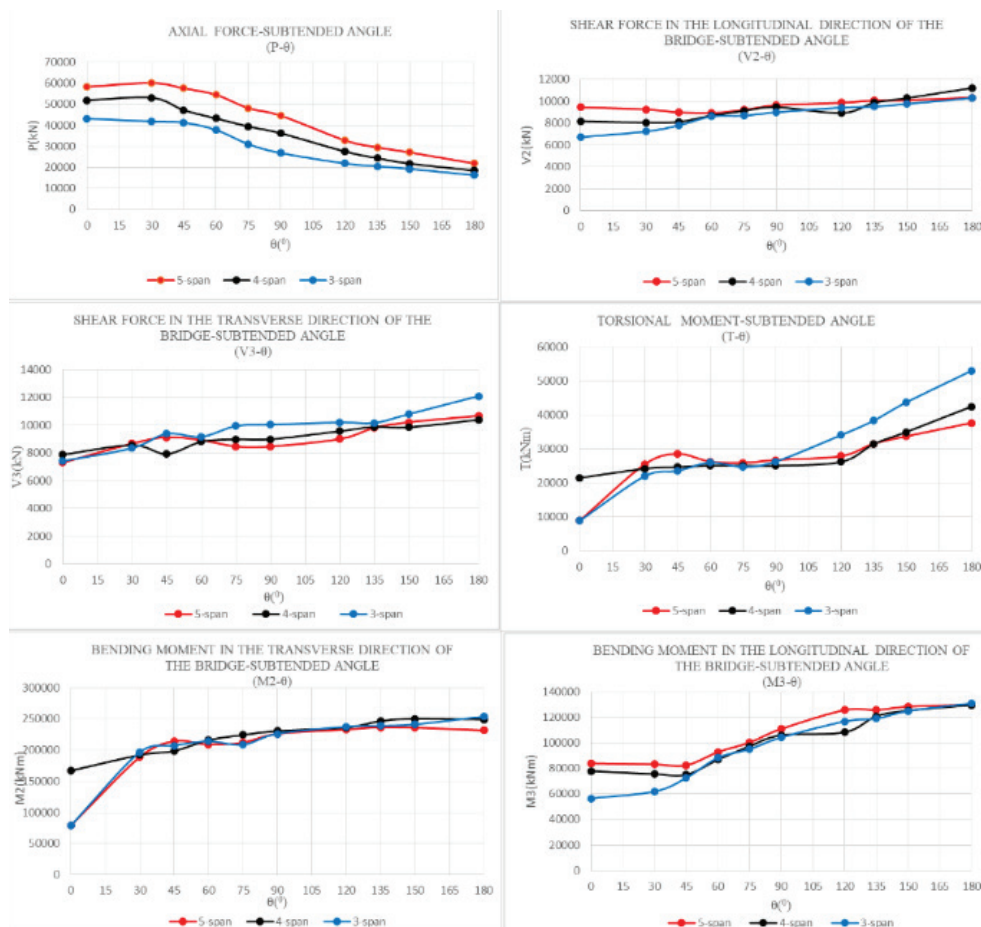 AXIAL FORCE-SUBTENDED ANGLE
(P-θ)
70000
60000
50000
40000
30000
20000
10000
0
P(kN)
0 15 30 45 60 75 90 105 120 135 150 165 180
θ(⁰)
5-span 4-span 3-span
SHEAR FORCE IN THE LONGITUDINAL DIRECTION OF THE
BRIDGE-SUBTENDED ANGLE
(V2-θ)
12000
10000
8000
6000
4000
2000
0
V2(kN)
0 15 30 45 60 75 90 105 120 135 150 165 180
θ(⁰)
5-span 4-span 3-span
SHEAR FORCE IN THE TRANSVERSE DIRECTION OF THE
BRIDGE-SUBTENDED ANGLE
(V3-θ)
14000
12000
10000
8000
6000
4000
2000
0
V3(kN)
0 15 30 45 60 75 90 105 120 135 150 165 180
θ(⁰)
5-span 4-span 3-span
TORSIONAL MOMENT-SUBTENDED ANGLE
(T-θ)
60000
50000
40000
30000
20000
10000
0
T(kNm)
0 15 30 45 60 75 90 105 120 135 150 165 180
θ(⁰)
5-span 4-span 3-span
BENDING MOMENT IN THE TRANSVERSE DIRECTION OF
THE BRIDGE-SUBTENDED ANGLE
(M2-θ)
300000
250000
200000
150000
100000
50000
0
M2(kNm)
0 15 30 45 60 75 90 105 120 135 150 165 180
θ(⁰)
5-span 4-span 3-span
BENDING MOMENT IN THE LONGITUDINAL DIRECTION OF
THE BRIDGE-SUBTENDED ANGLE
(M3-θ)
140000
120000
100000
80000
60000
40000
20000
0
M3(kNm)
0 15 30 45 60 75 90 105 120 135 150 165 180
θ(⁰)
5-span 4-span 3-span